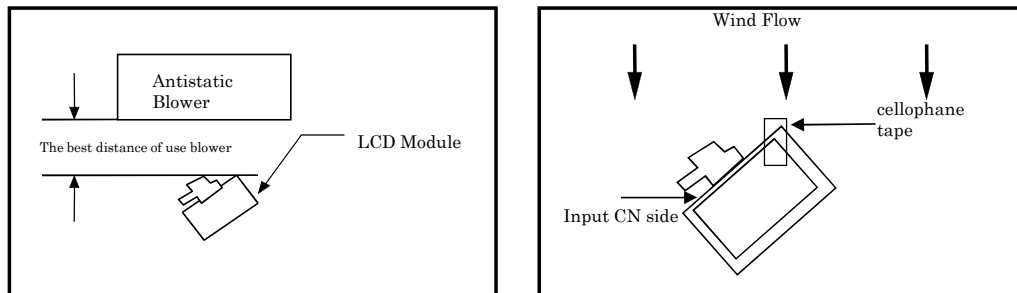 Antistatic
Blower
The best distance of use blower
LCD Module
Wind Flow
cellophane
tape
Input CN side